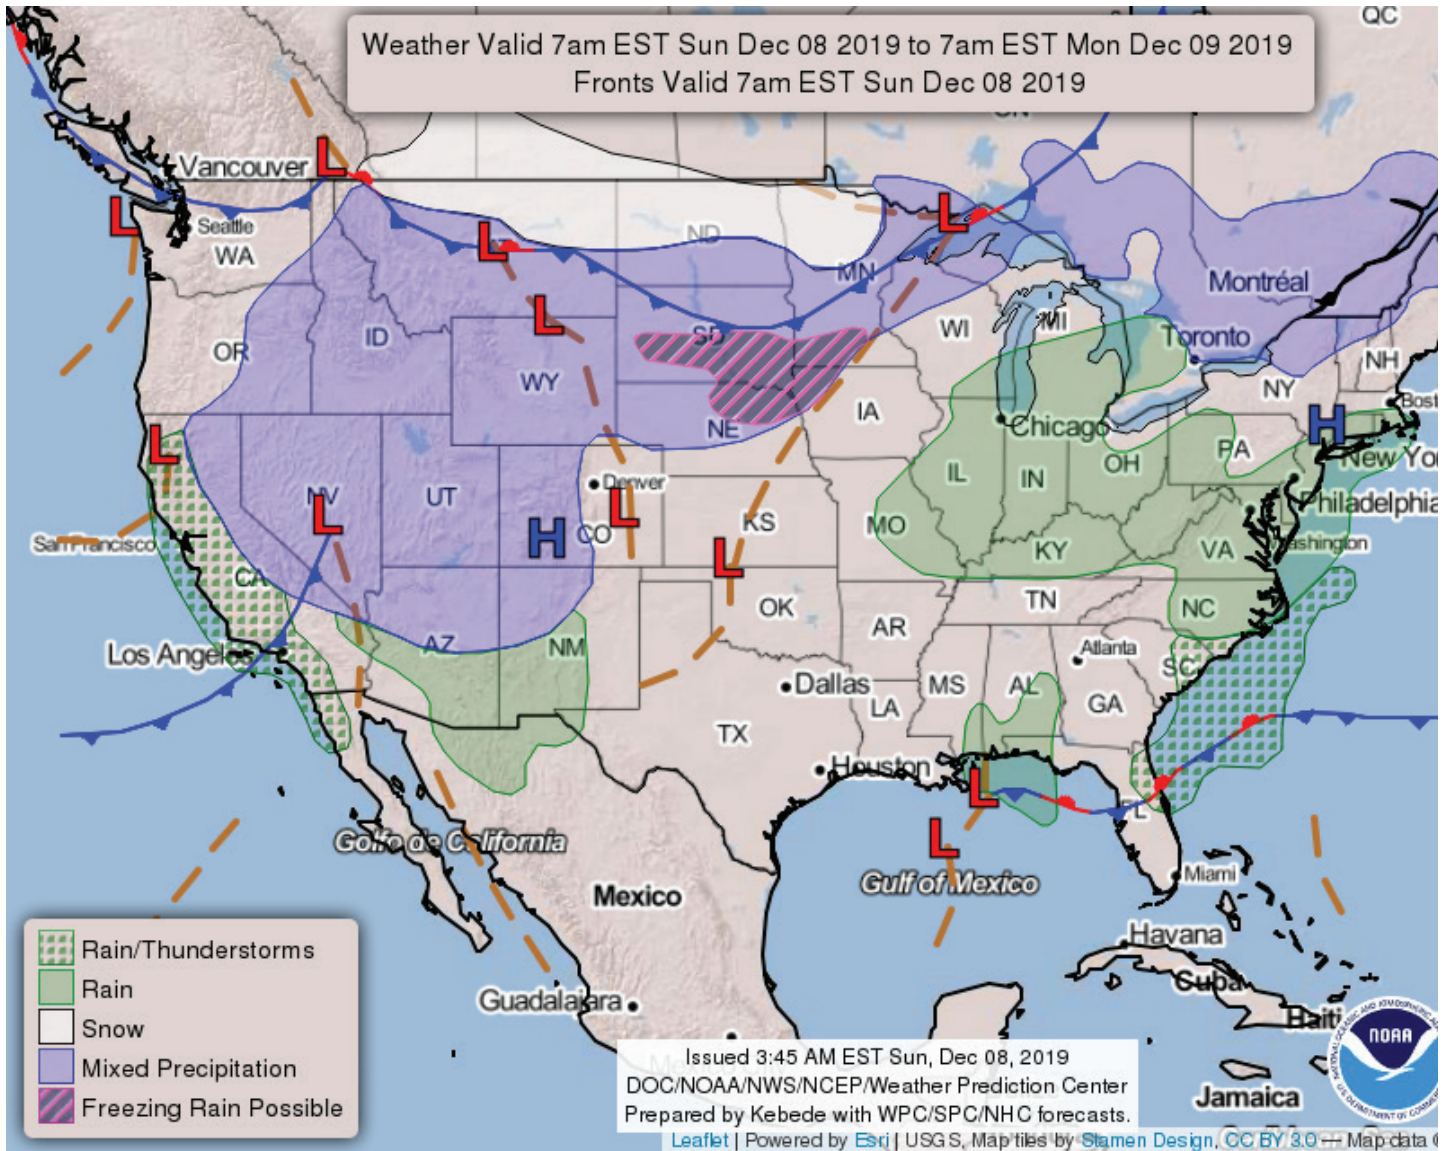 QC
Weather Valid 7am EST Sun Dec 08 2019 to 7am EST Mon Dec 09 2019
Fronts Valid 7am EST Sun Dec 08 2019
Vancouver
L
L
L
L
Seattle
WA
ND
MN
Montréal
L
OR
ID
SD
WI
MI
Toronto
WY
NH
NY
IA
Bost
NE
H
L
Chicago
New Yo
PA
OH
IL
IN
Denver
NV
UT
L
L
H
CO
KS
MO
Philadelphia
San Francisco
KY
VA
ashington
L
CA
OK
TN
NC
AR
Los Angeles
AZ
NM
Atlanta
SC
Dallas
MS
AL
GA
LA
TX
Houston
L
FL
L
Golfo de California
Gulf of Mexico
Miami
Mexico
Havana
Cuba
Guadalajara
Haiti
Rain/Thunderstorms
Rain
Snow
Mixed Precipitation
Freezing Rain Possible
NOAA
Issued 3:45 AM EST Sun, Dec 08, 2019
DOC/NOAA/NWS/NCEP/Weather Prediction Center
Prepared by Kebede with WPC/SPC/NHC forecasts.
Jamaica
Leaflet | Powered by Esri | USGS, Map tiles by Stamen Design, CC BY 3.0 — Map data ©